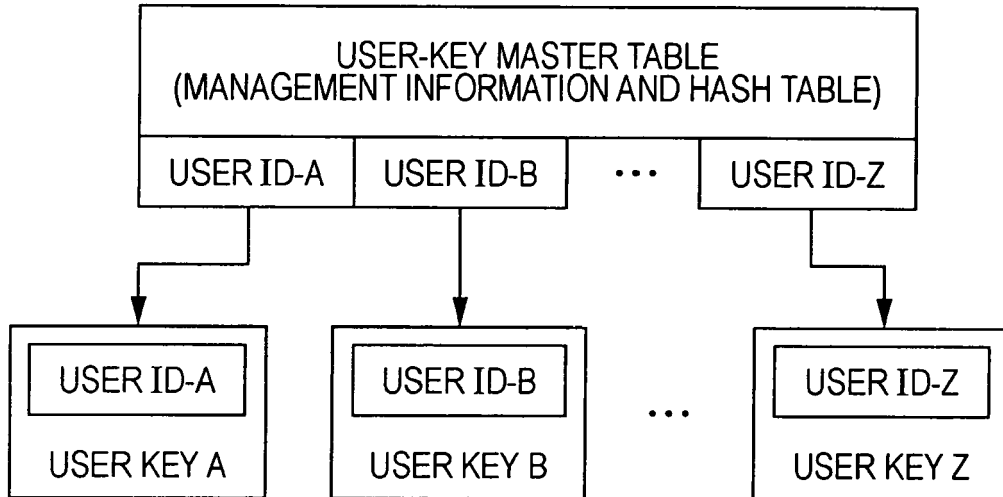 USER-KEY MASTER TABLE
(MANAGEMENT INFORMATION AND HASH TABLE)
USER ID-A USER ID-B ••• USER ID-Z
USER ID-A USER ID-B ••• USER ID-Z
USER KEY A USER KEY B USER KEY Z